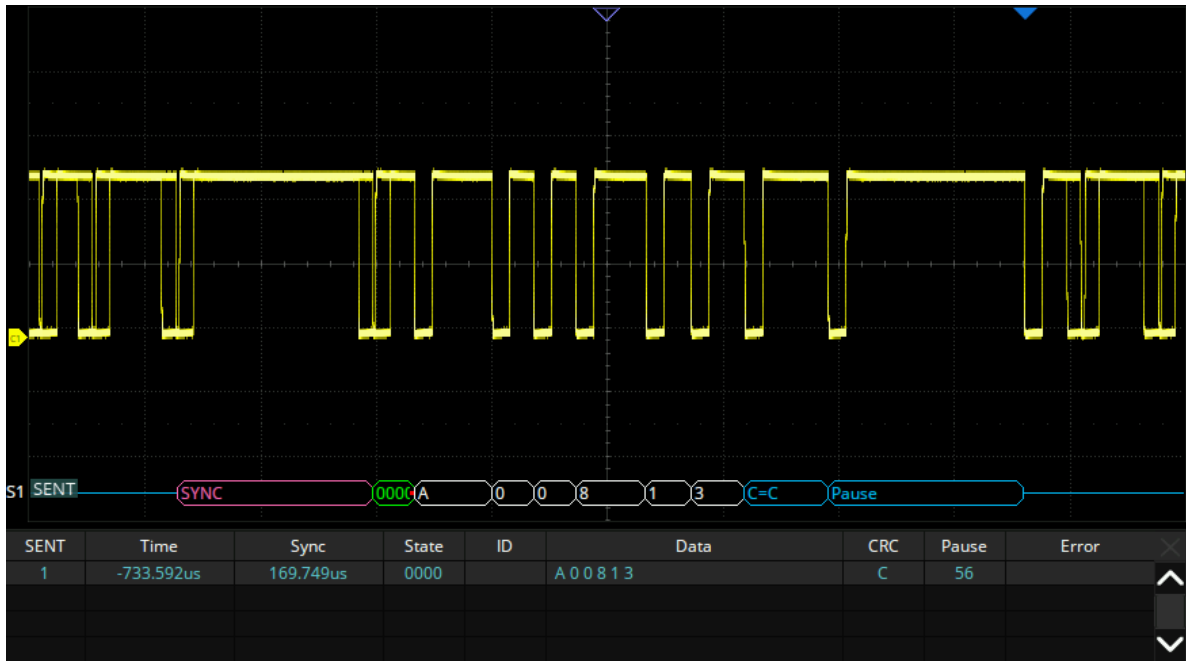 C1
S1 SENT SYNC 0000 A 0 0 8 1 3 C=C Pause
SENT Time Sync State ID Data CRC Pause Error
1 -733.592us 169.749us 0000 A 0 0 8 1 3 C 56